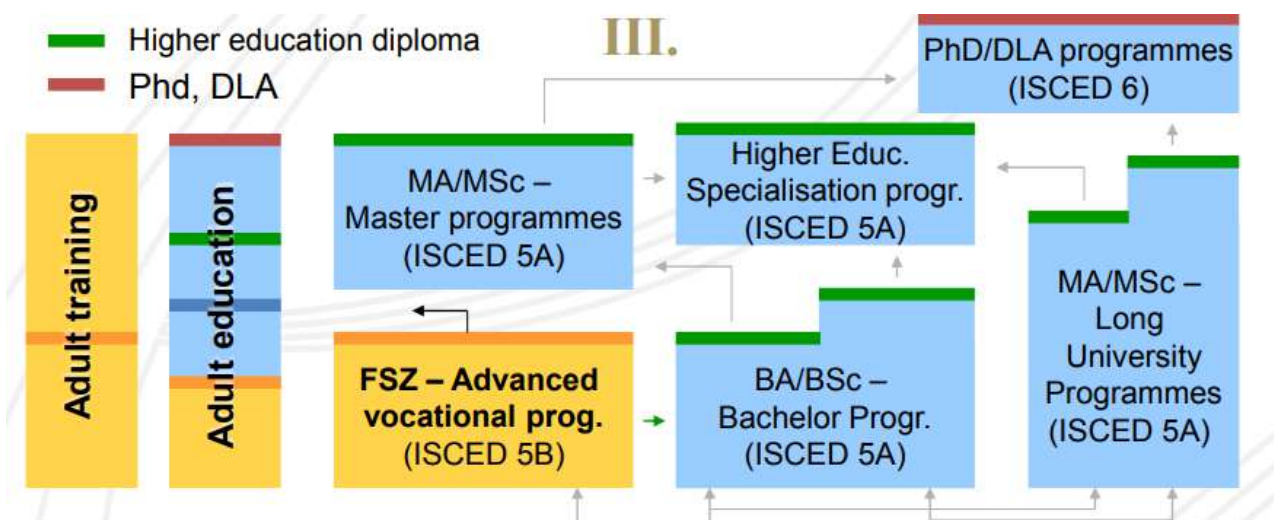 Higher education diploma
Phd, DLA
III.
PhD/DLA programmes
(ISCED 6)
Adult training
Adult education
MA/MSc –
Master programmes
(ISCED 5A)
Higher Educ.
Specialisation progr.
(ISCED 5A)
MA/MSc –
Long
University
Programmes
(ISCED 5A)
FSZ – Advanced
vocational prog.
(ISCED 5B)
BA/BSc –
Bachelor Progr.
(ISCED 5A)